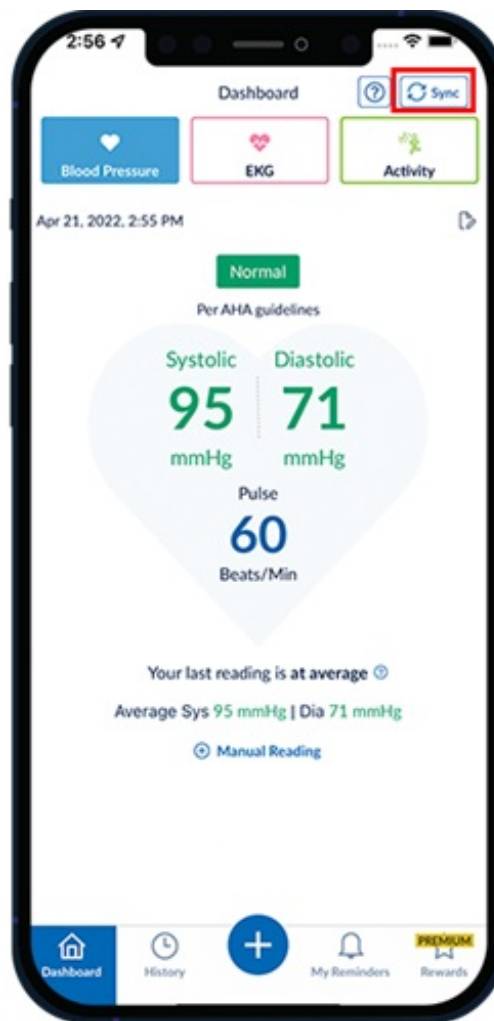 2:56
Dashboard
Sync
Blood Pressure
EKG
Activity
Apr 21, 2022, 2:55 PM
Normal
Per AHA guidelines
Systolic Diastolic
95 71
mmHg mmHg
Pulse
60
Beats/Min
Your last reading is at average
Average Sys 95 mmHg | Dia 71 mmHg
Manual Reading
PREMIUM
Dashboard
History
My Reminders
Rewards